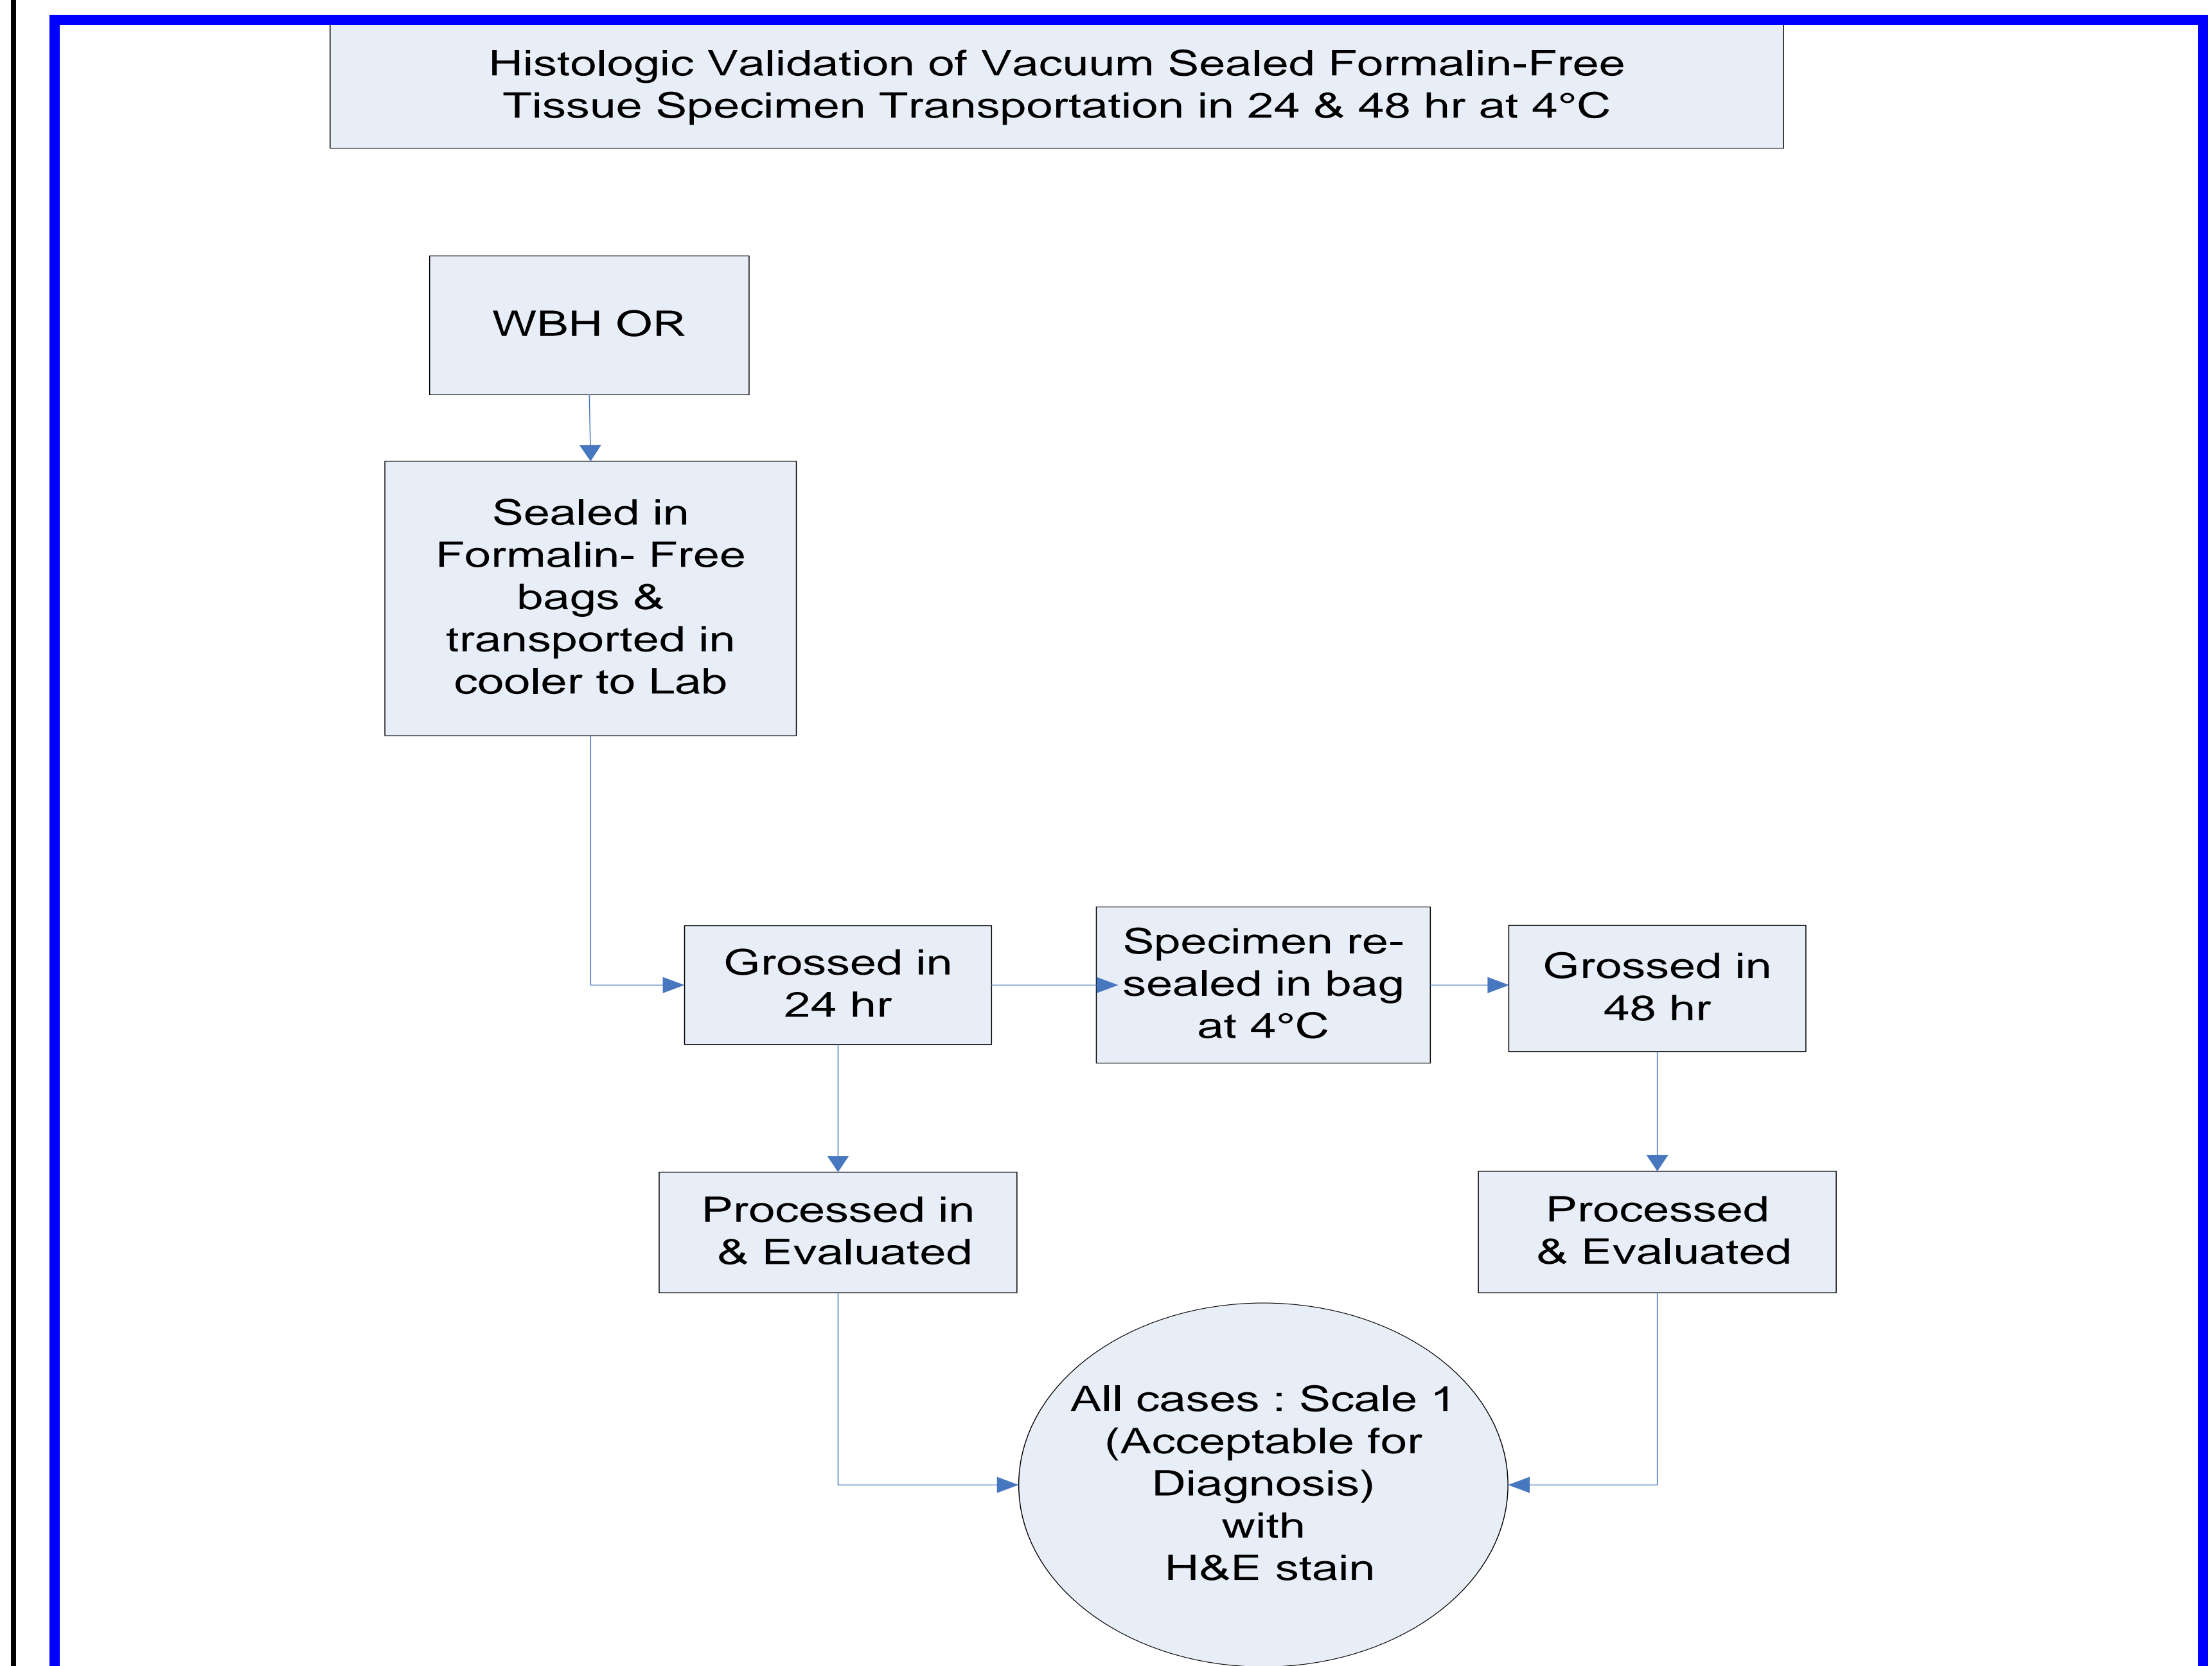 Histologic Validation of Vacuum Sealed Formalin-Free
Tissue Specimen Transportation in 24 & 48 hr at 4°C
WBH OR
Sealed in
Formalin- Free
bags &
transported in
cooler to Lab
Grossed in
24 hr
Specimen re-
sealed in bag
at 4°C
Grossed in
48 hr
Processed in
& Evaluated
Processed
& Evaluated
All cases : Scale 1
(Acceptable for
Diagnosis)
with
H&E stain